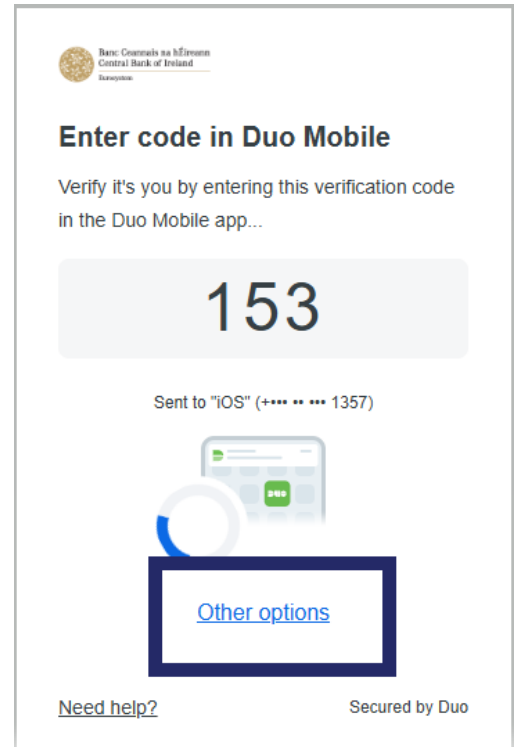 Banc Ceannais na hÉireann
Central Bank of Ireland
Eurosystem
Enter code in Duo Mobile
Verify it's you by entering this verification code
in the Duo Mobile app...
153
Sent to "iOS" (+••• •• ••• 1357)
DUO
Other options
Need help?
Secured by Duo